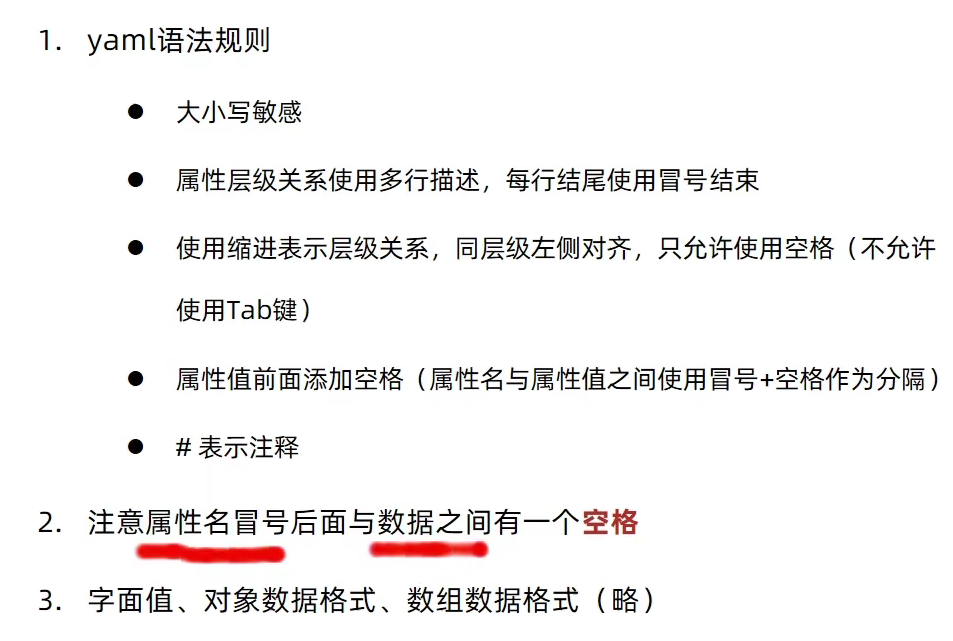 1. yaml语法规则
● 大小写敏感
● 属性层级关系使用多行描述，每行结尾使用冒号结束
● 使用缩进表示层级关系，同层级左侧对齐，只允许使用空格（不允许
使用Tab键）
● 属性值前面添加空格（属性名与属性值之间使用冒号+空格作为分隔）
● # 表示注释
2. 注意属性名冒号后面与数据之间有一个空格
3. 字面值、对象数据格式、数组数据格式（略）